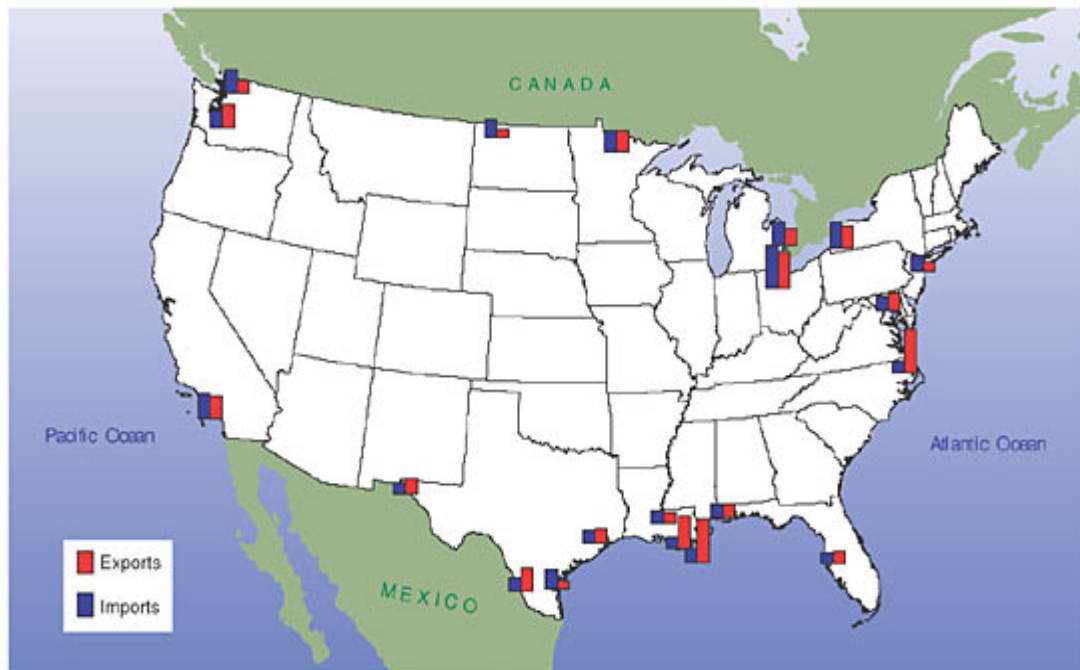 CANADA
Pacific Ocean
Atlantic Ocean
MEXICO
Exports
Imports